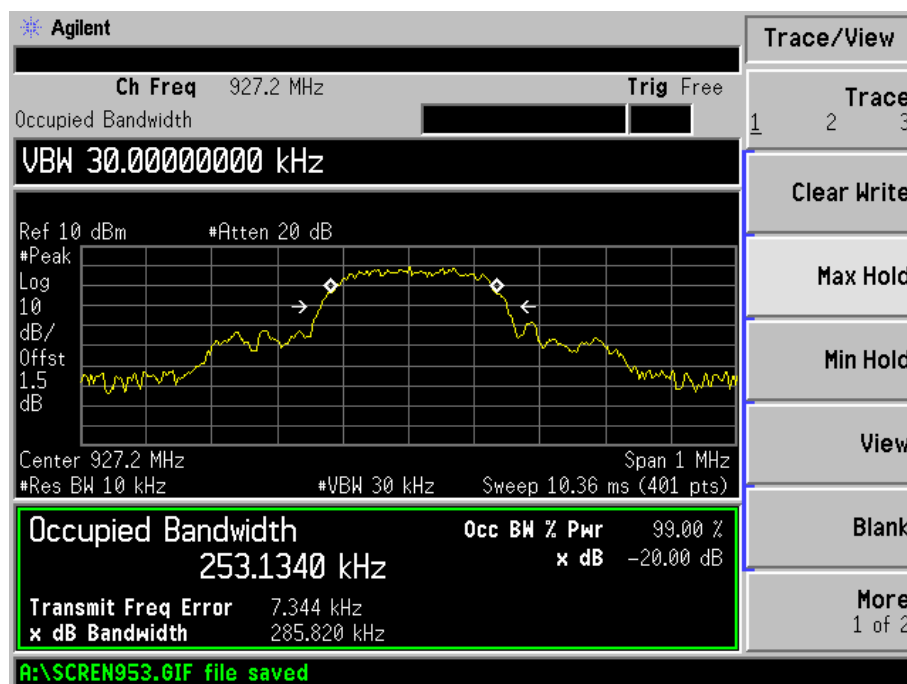 Agilent
Ch Freq 927.2 MHz Trig Free
Occupied Bandwidth
VBW 30.00000000 kHz
Ref 10 dBm #Atten 20 dB
#Peak
Log
10
dB/
Offst
1.5
dB
Center 927.2 MHz Span 1 MHz
#Res BW 10 kHz #VBW 30 kHz Sweep 10.36 ms (401 pts)
Occupied Bandwidth Occ BW % Pwr 99.00 %
253.1340 kHz x dB -20.00 dB
Transmit Freq Error 7.344 kHz
x dB Bandwidth 285.820 kHz
A:\SCREN953.GIF file saved
Trace/View
Trace
1 2 3
Clear Write
Max Hold
Min Hold
View
Blank
More
1 of 2